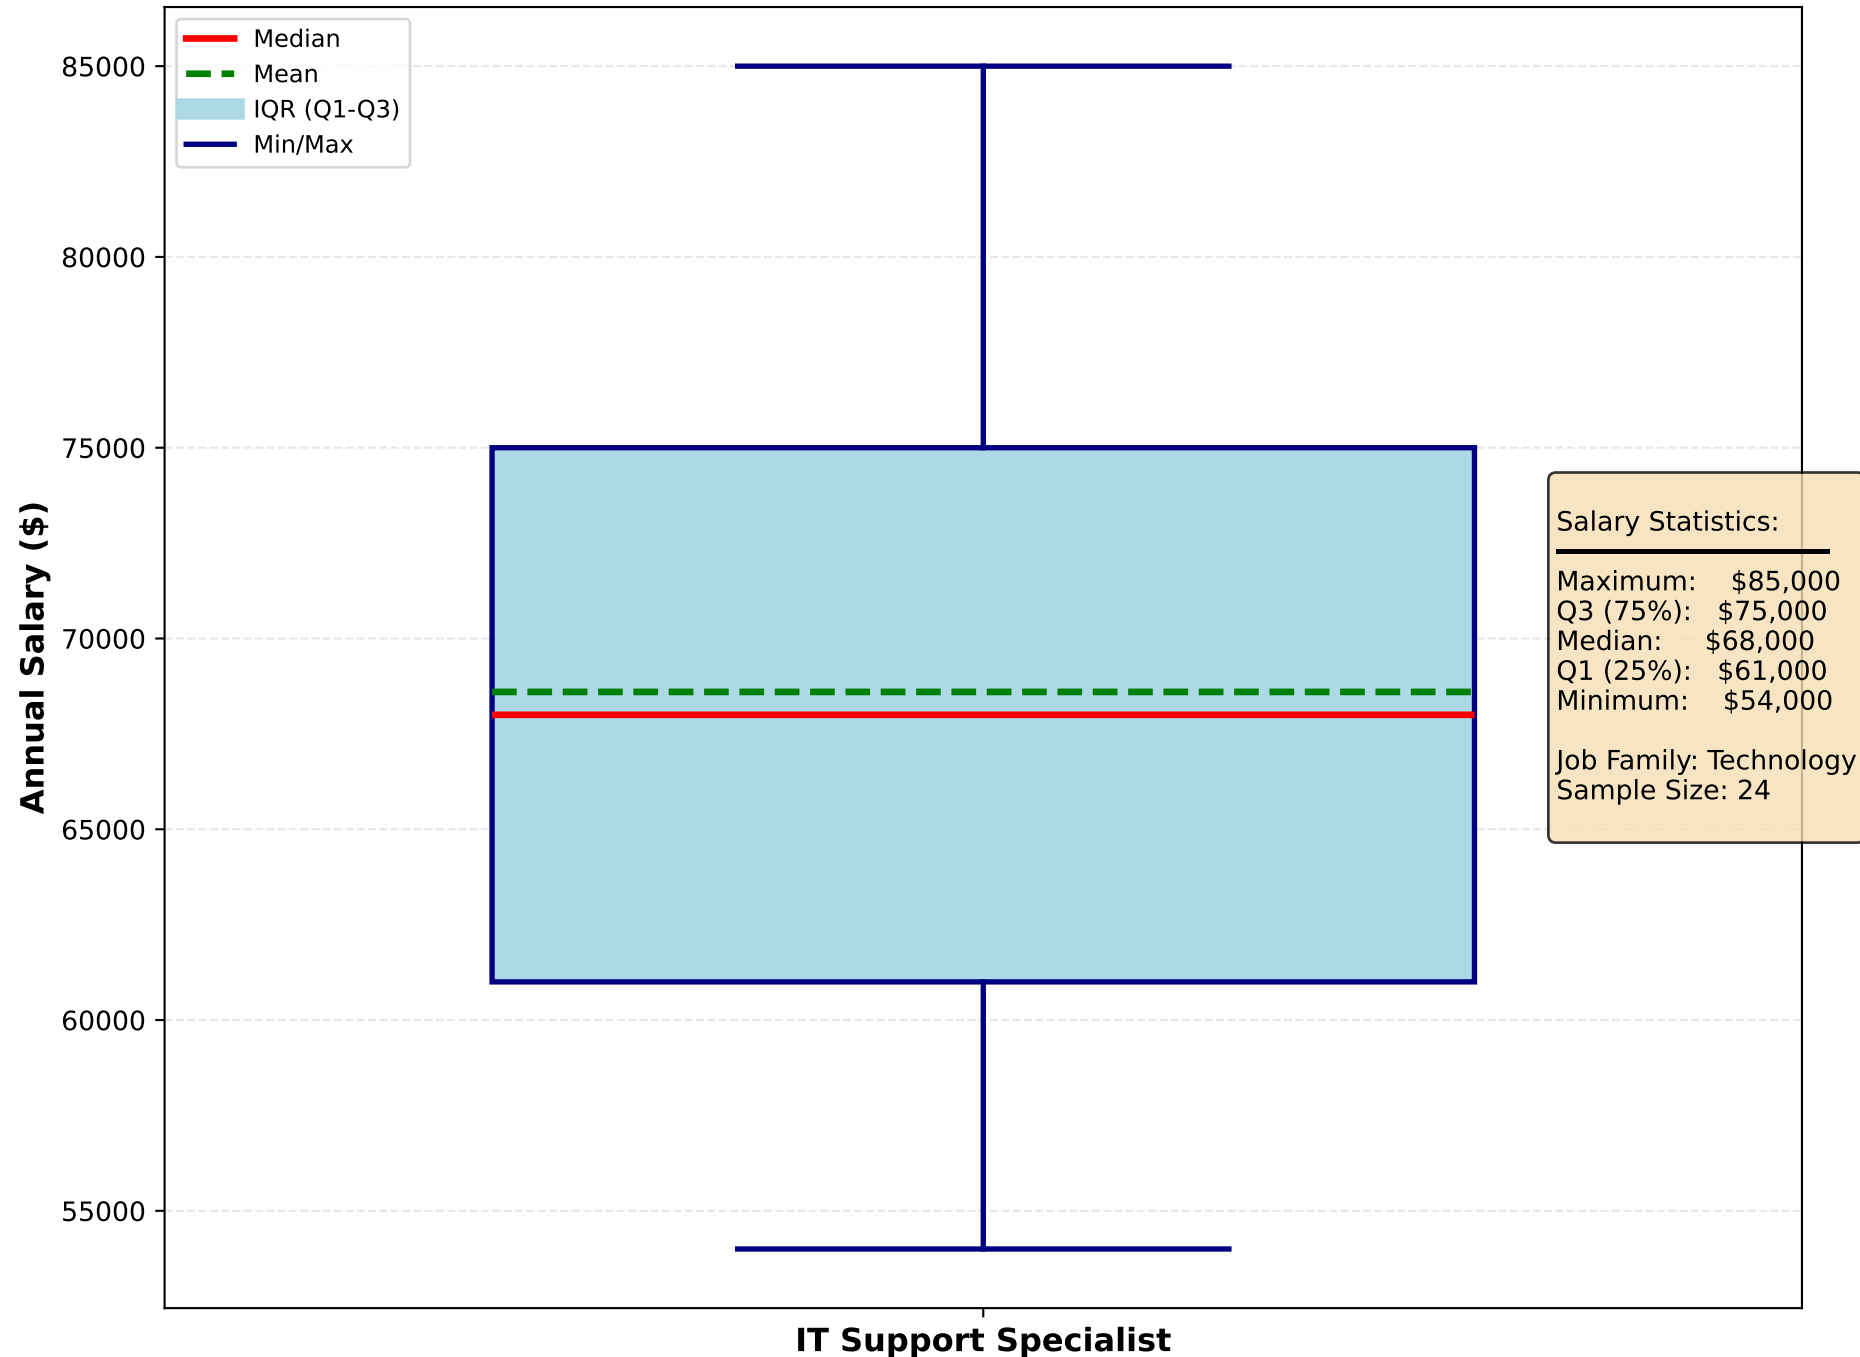 Median
Mean
IQR (Q1-Q3)
Min/Max
Annual Salary ($)
85000
80000
75000
70000
65000
60000
55000
Salary Statistics:
Maximum: $85,000
Q3 (75%): $75,000
Median: $68,000
Q1 (25%): $61,000
Minimum: $54,000
Job Family: Technology
Sample Size: 24
IT Support Specialist